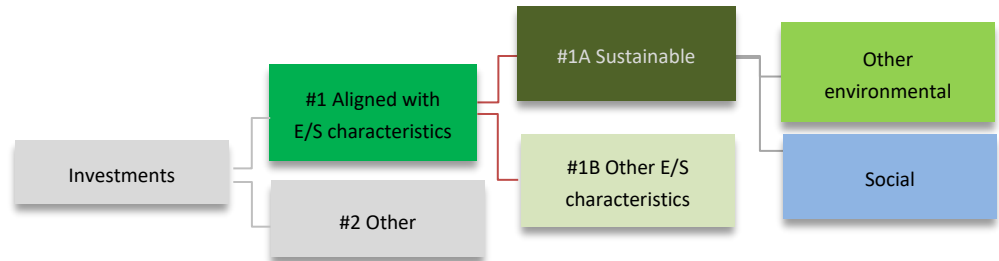 Investments
#1 Aligned with
E/S characteristics
#2 Other
#1A Sustainable
#1B Other E/S
characteristics
Other
environmental
Social